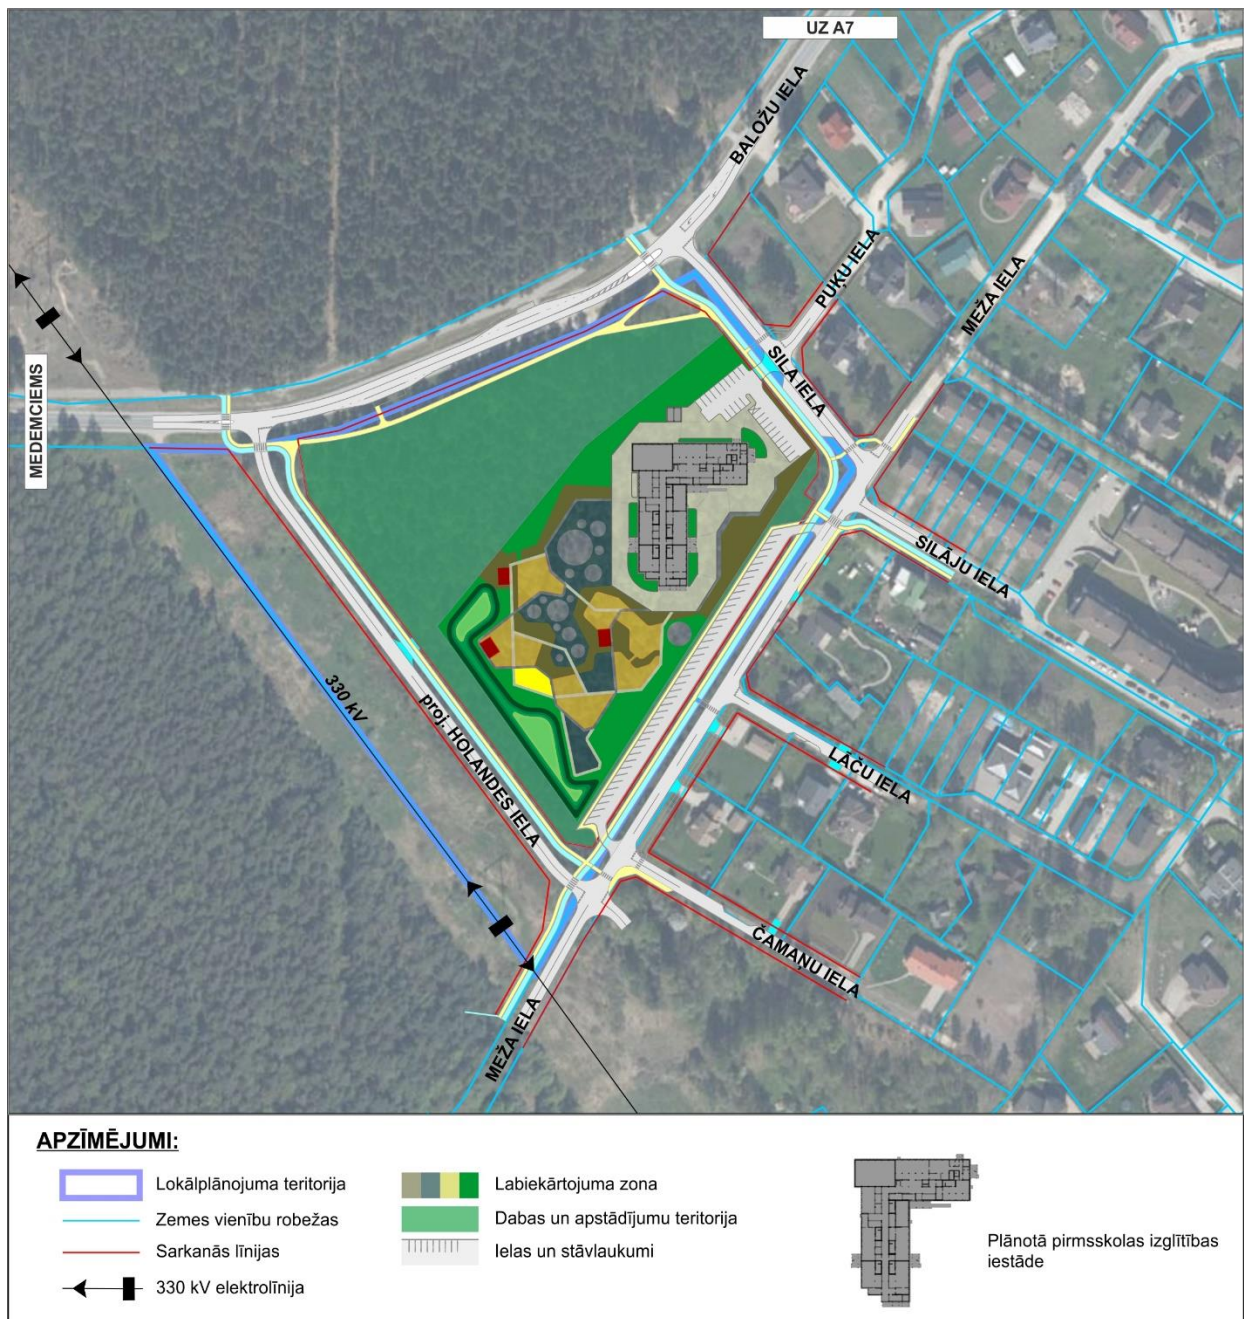 UZ A7
BALOŽU IELA
PUĶU IELA
MEŽA IELA
SILA IELA
MEDEMCIEMS
SILĀJU IELA
330 kV
proj. HOLANDES IELA
LĀČU IELA
ČAMAŅU IELA
MEŽA IELA
APZĪMĒJUMI:
Lokālplānojuma teritorija
Zemes vienību robežas
Sarkanās līnijas
330 kV elektrolīnija
Labiekārtojuma zona
Dabas un apstādījumu teritorija
Ielas un stāvlaukumi
Plānotā pirmsskolas izglītības
iestāde